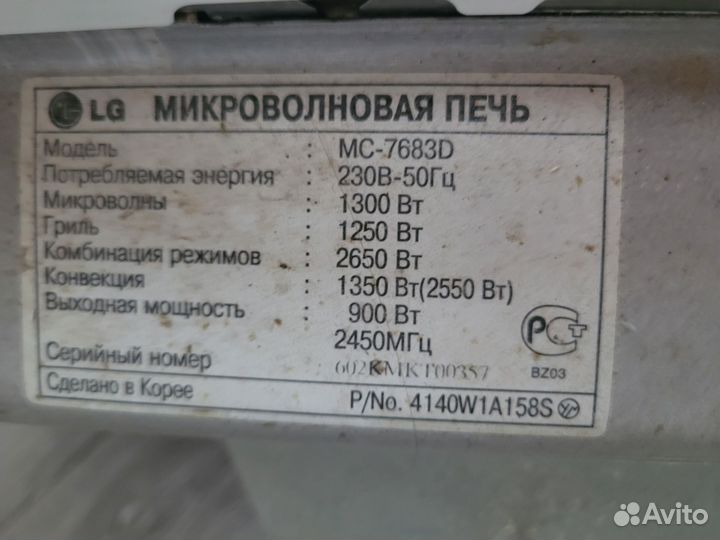 LG МИКРОВОЛНОВАЯ ПЕЧЬ
Модель : MC-7683D
Потребляемая энергия : 230В-50Гц
Микроволны : 1300 Вт
Гриль : 1250 Вт
Комбинация режимов : 2650 Вт
Конвекция : 1350 Вт(2550 Вт)
Выходная мощность : 900 Вт
2450МГц
Серийный номер : 602KMKT00357
РСТ
BZ03
Сделано в Корее P/No. 4140W1A158S
Avito